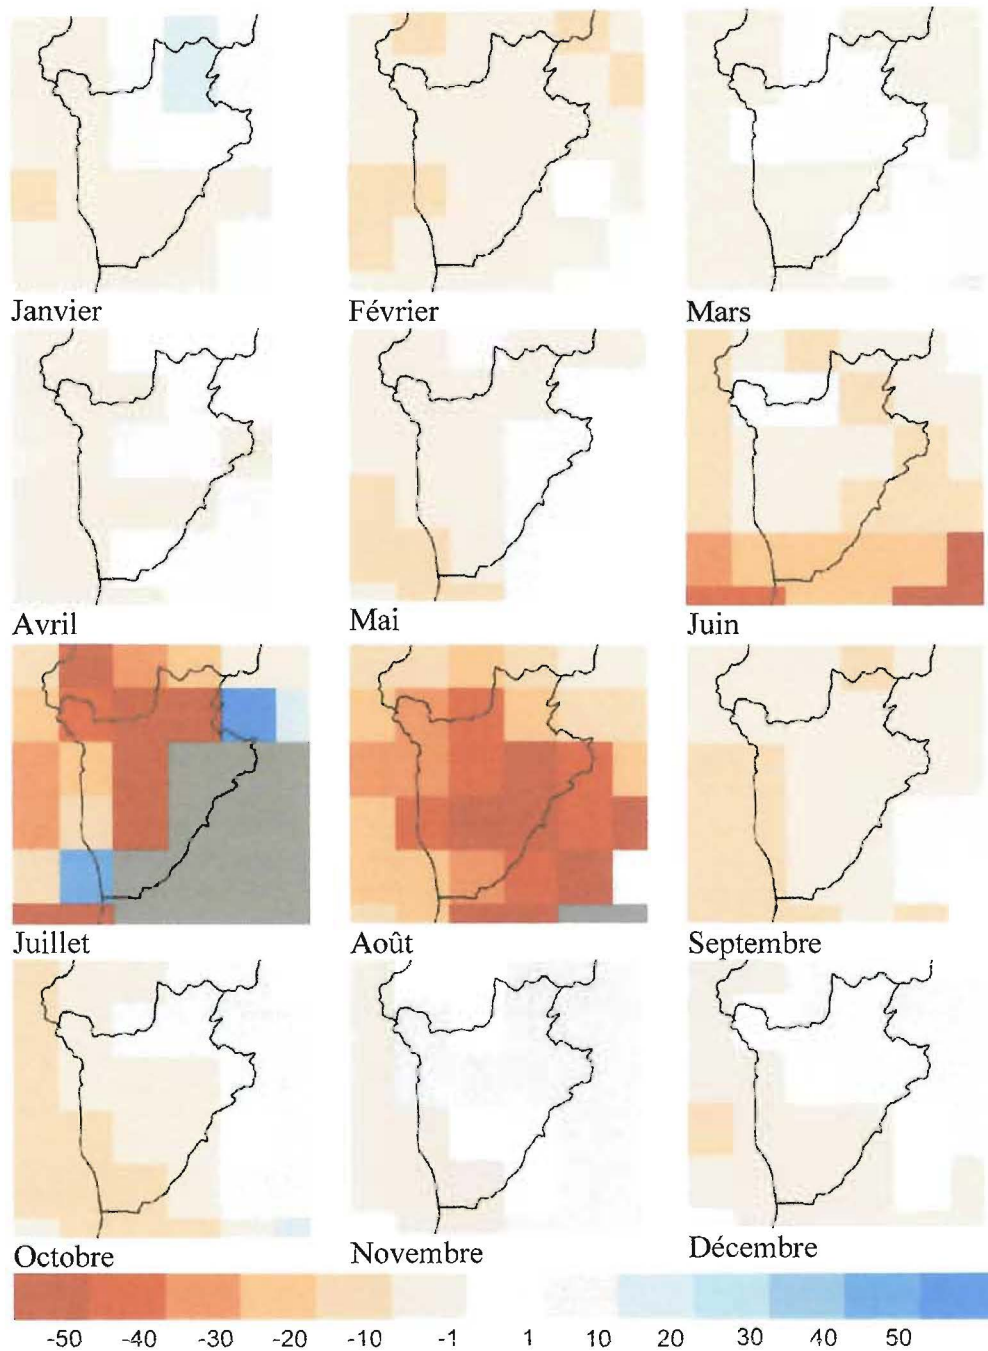 Janvier Février Mars
Avril Mai Juin
Juillet Août Septembre
Octobre Novembre Décembre
-50 -40 -30 -20 -10 -1 1 10 20 30 40 50